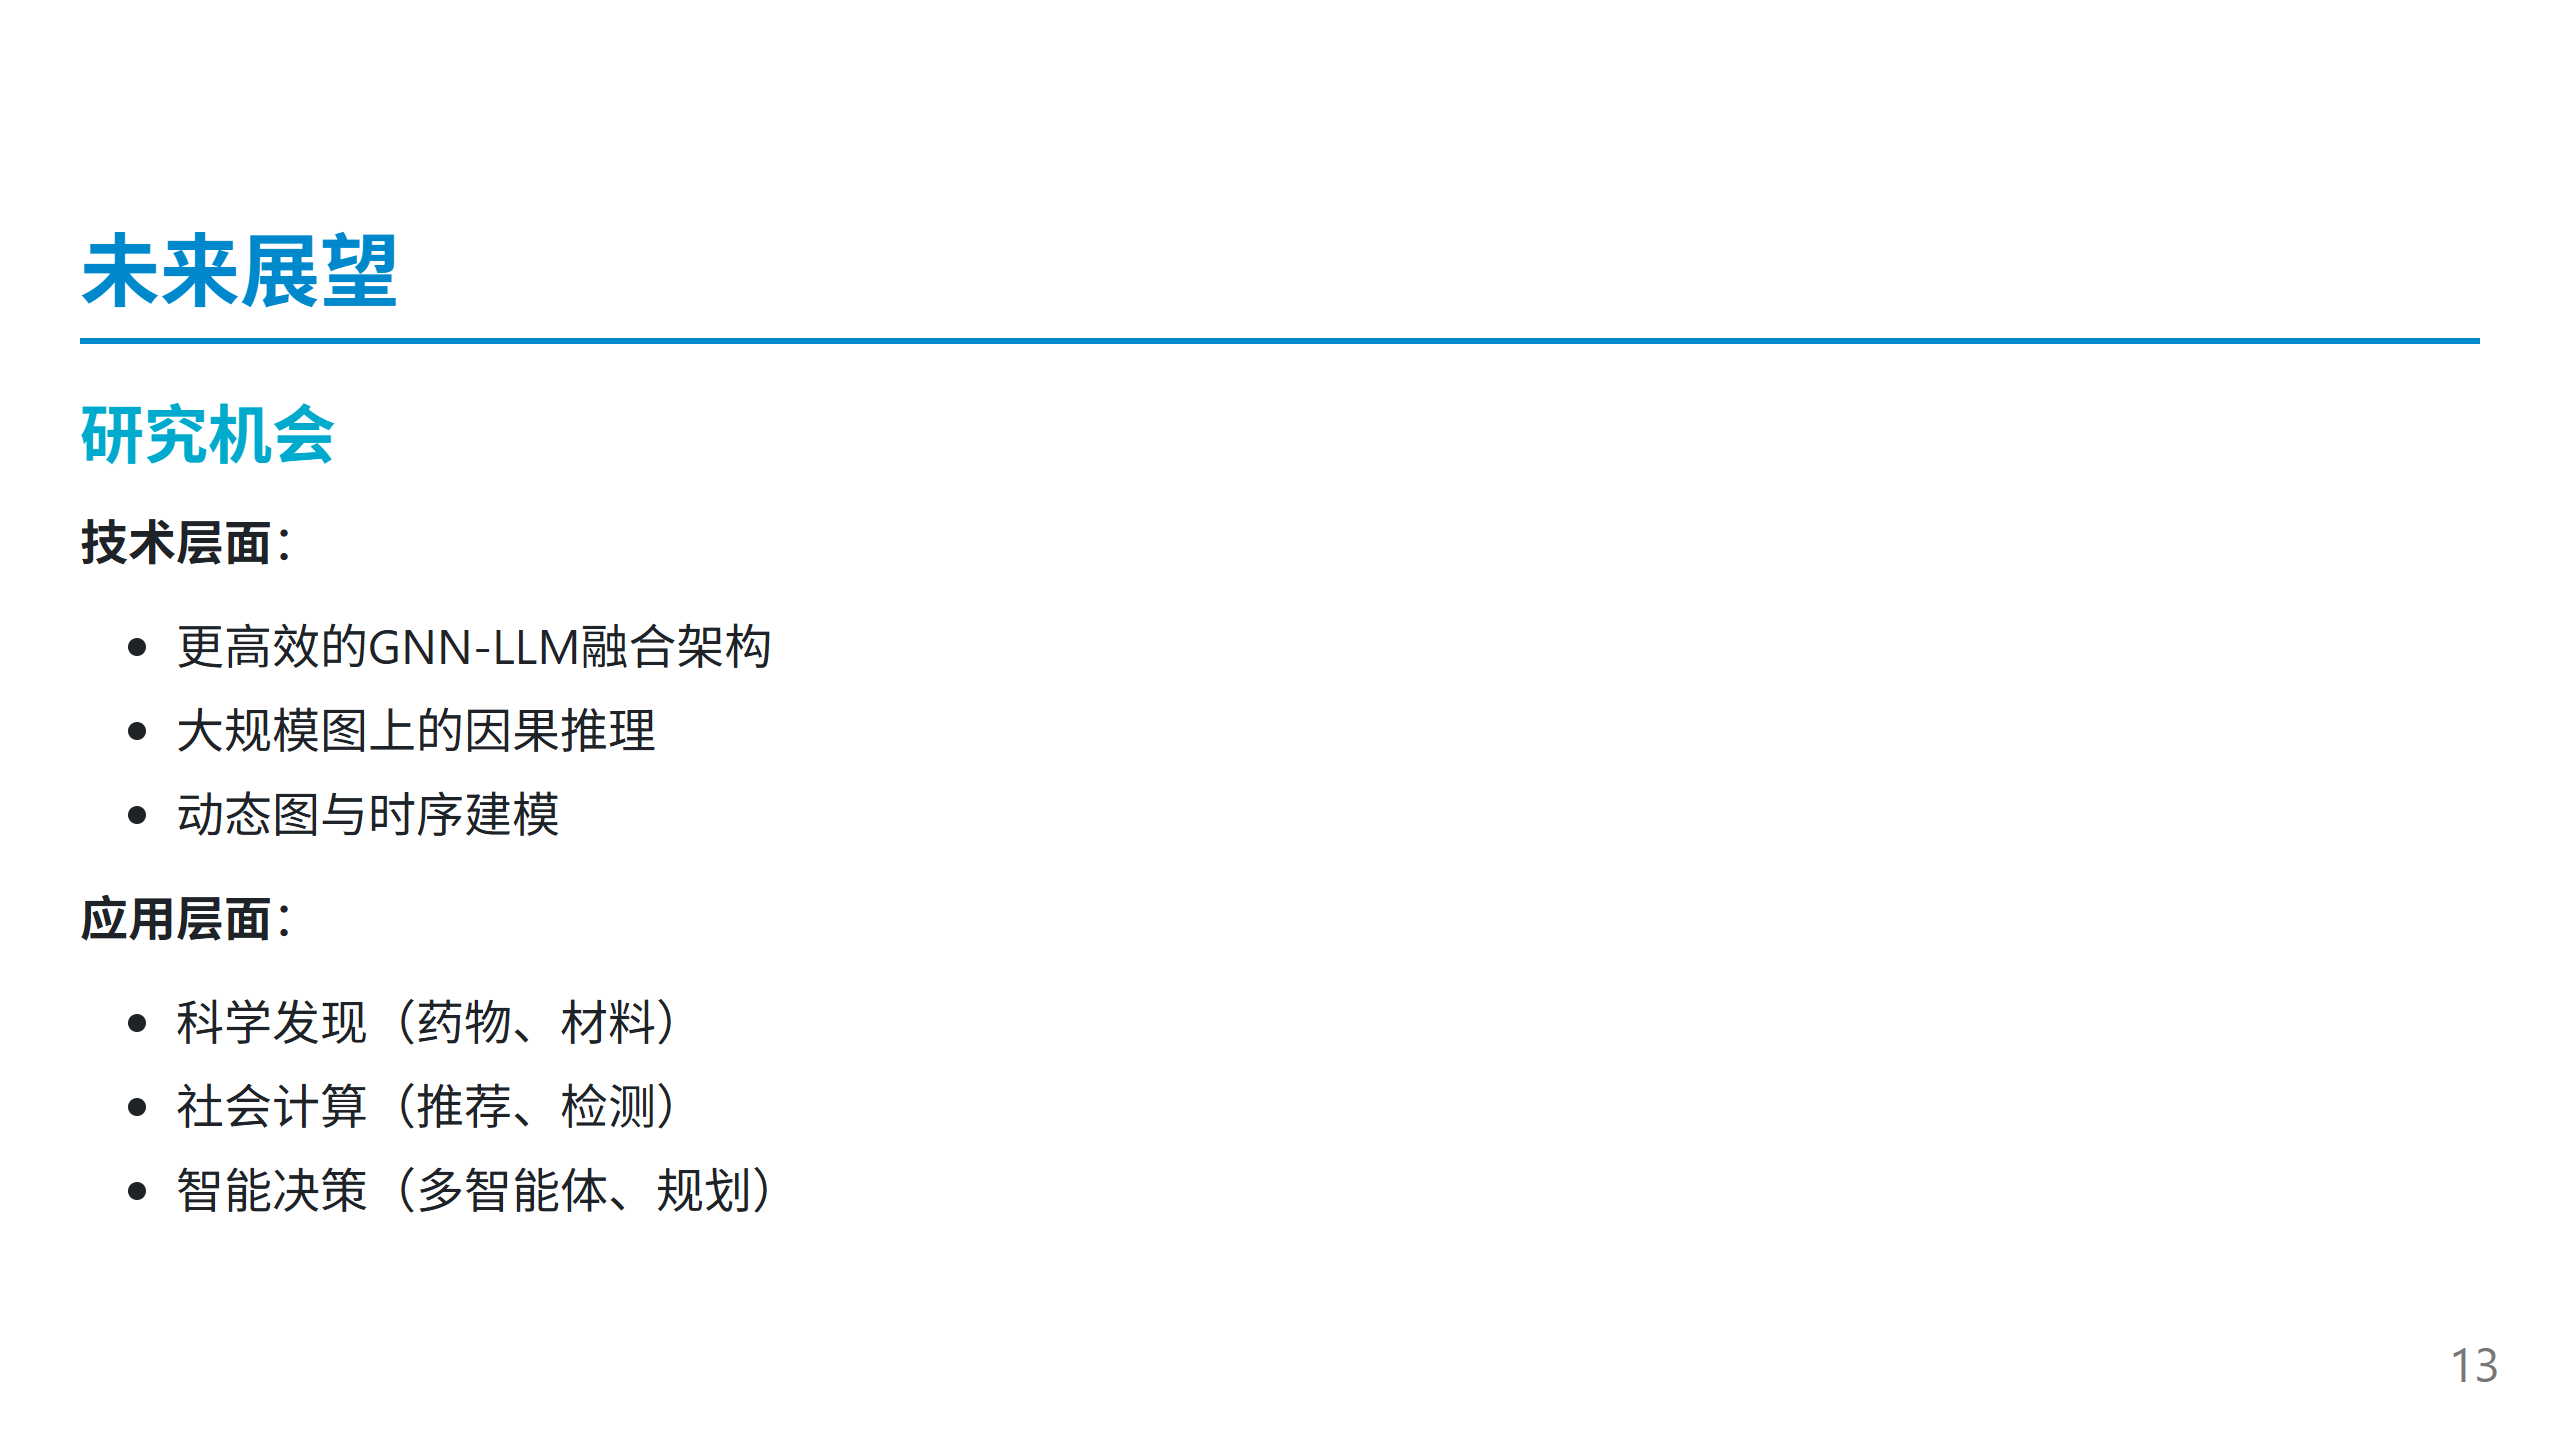 未来展望
研究机会
技术层面：
• 更高效的GNN-LLM融合架构
• 大规模图上的因果推理
• 动态图与时序建模
应用层面：
• 科学发现（药物、材料）
• 社会计算（推荐、检测）
• 智能决策（多智能体、规划）
13